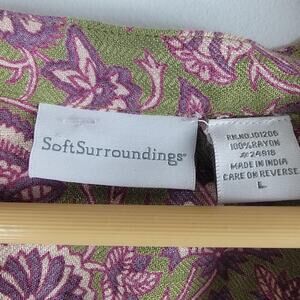 SoftSurroundings®
RN.NO.101206
100%RAYON
#24918
MADE IN INDIA
CARE ON REVERSE
L